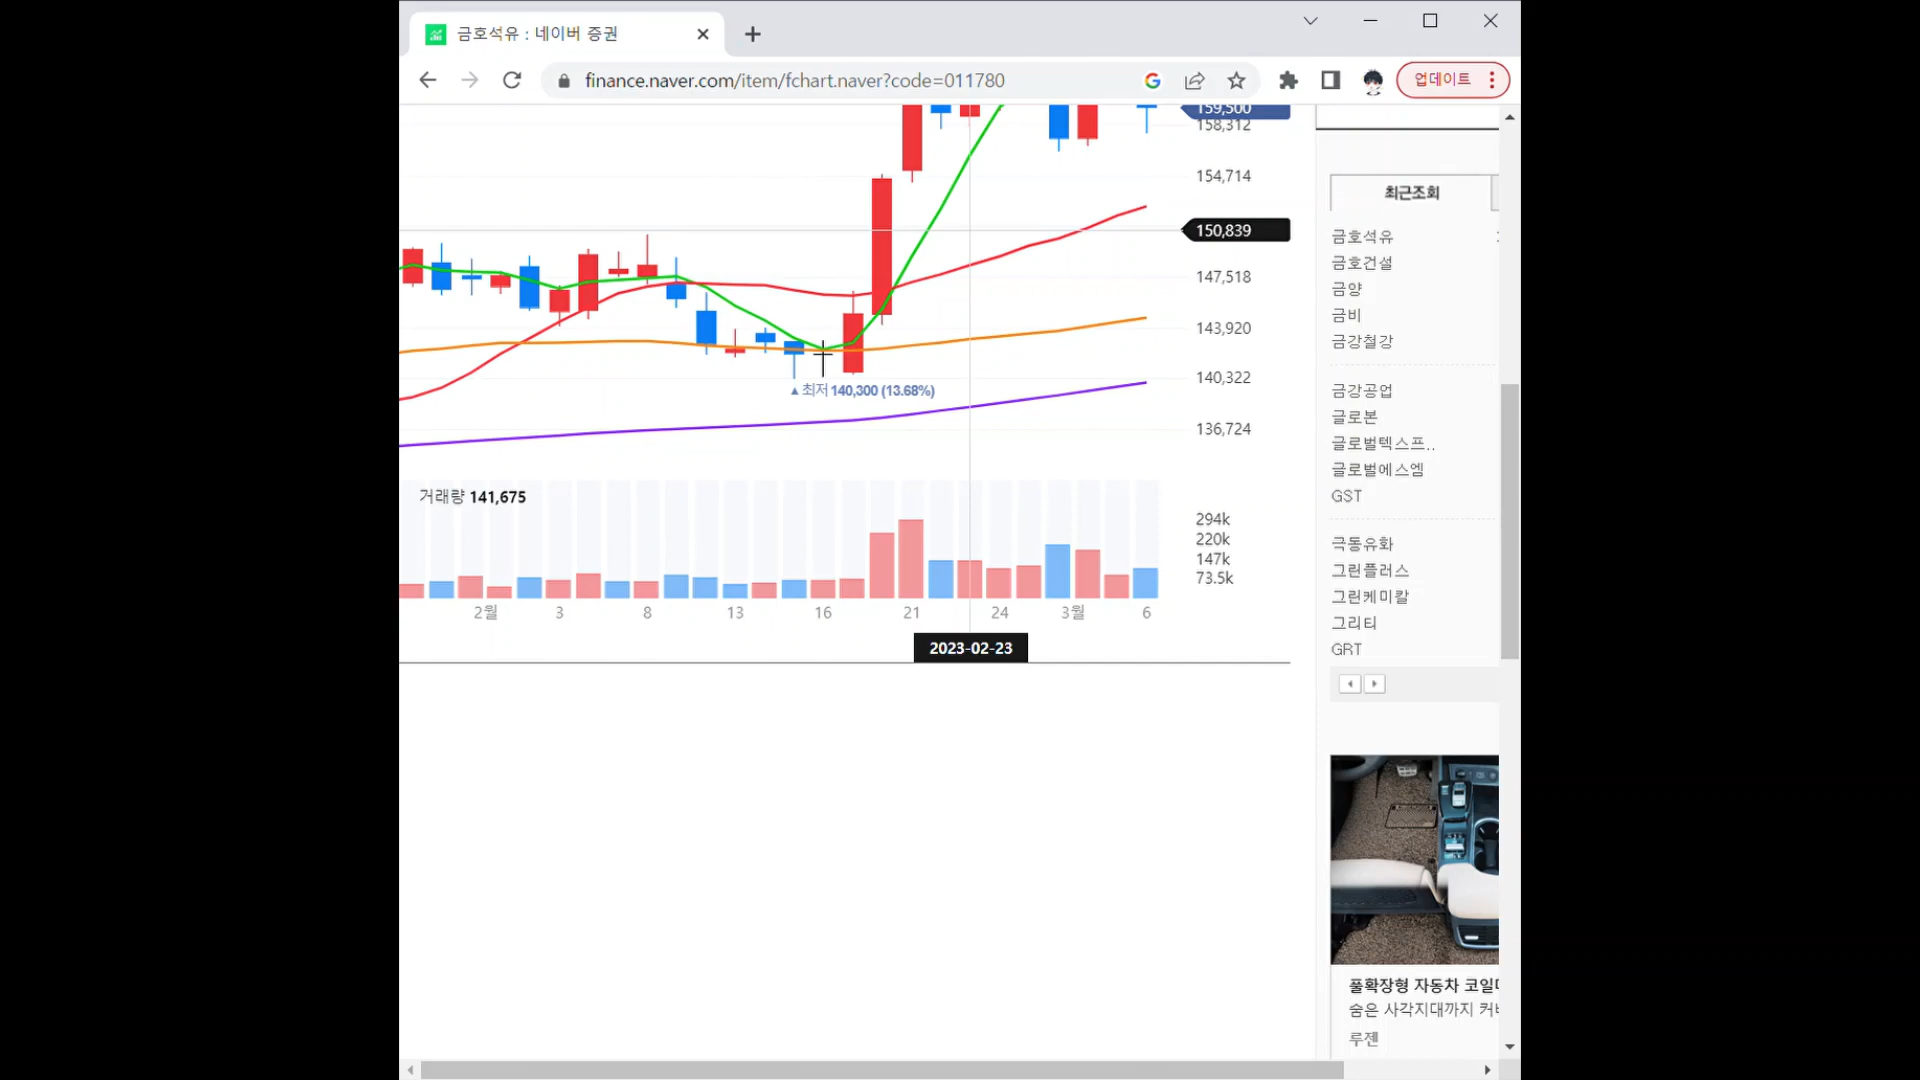 금호석유 : 네이버 증권
finance.naver.com/item/fchart.naver?code=011780
업데이트
159,500
158,312
154,714
150,839
147,518
143,920
140,322
136,724
▲최저 140,300 (13.68%)
거래량 141,675
294k
220k
147k
73.5k
2월 3 8 13 16 21 24 3월 6
2023-02-23
최근조회
금호석유
금호건설
금양
금비
금강철강
금강공업
글로본
글로벌텍스프..
글로벌에스엠
GST
극동유화
그린플러스
그린케미칼
그리티
GRT
풀확장형 자동차 코일
숨은 사각지대까지
루젠